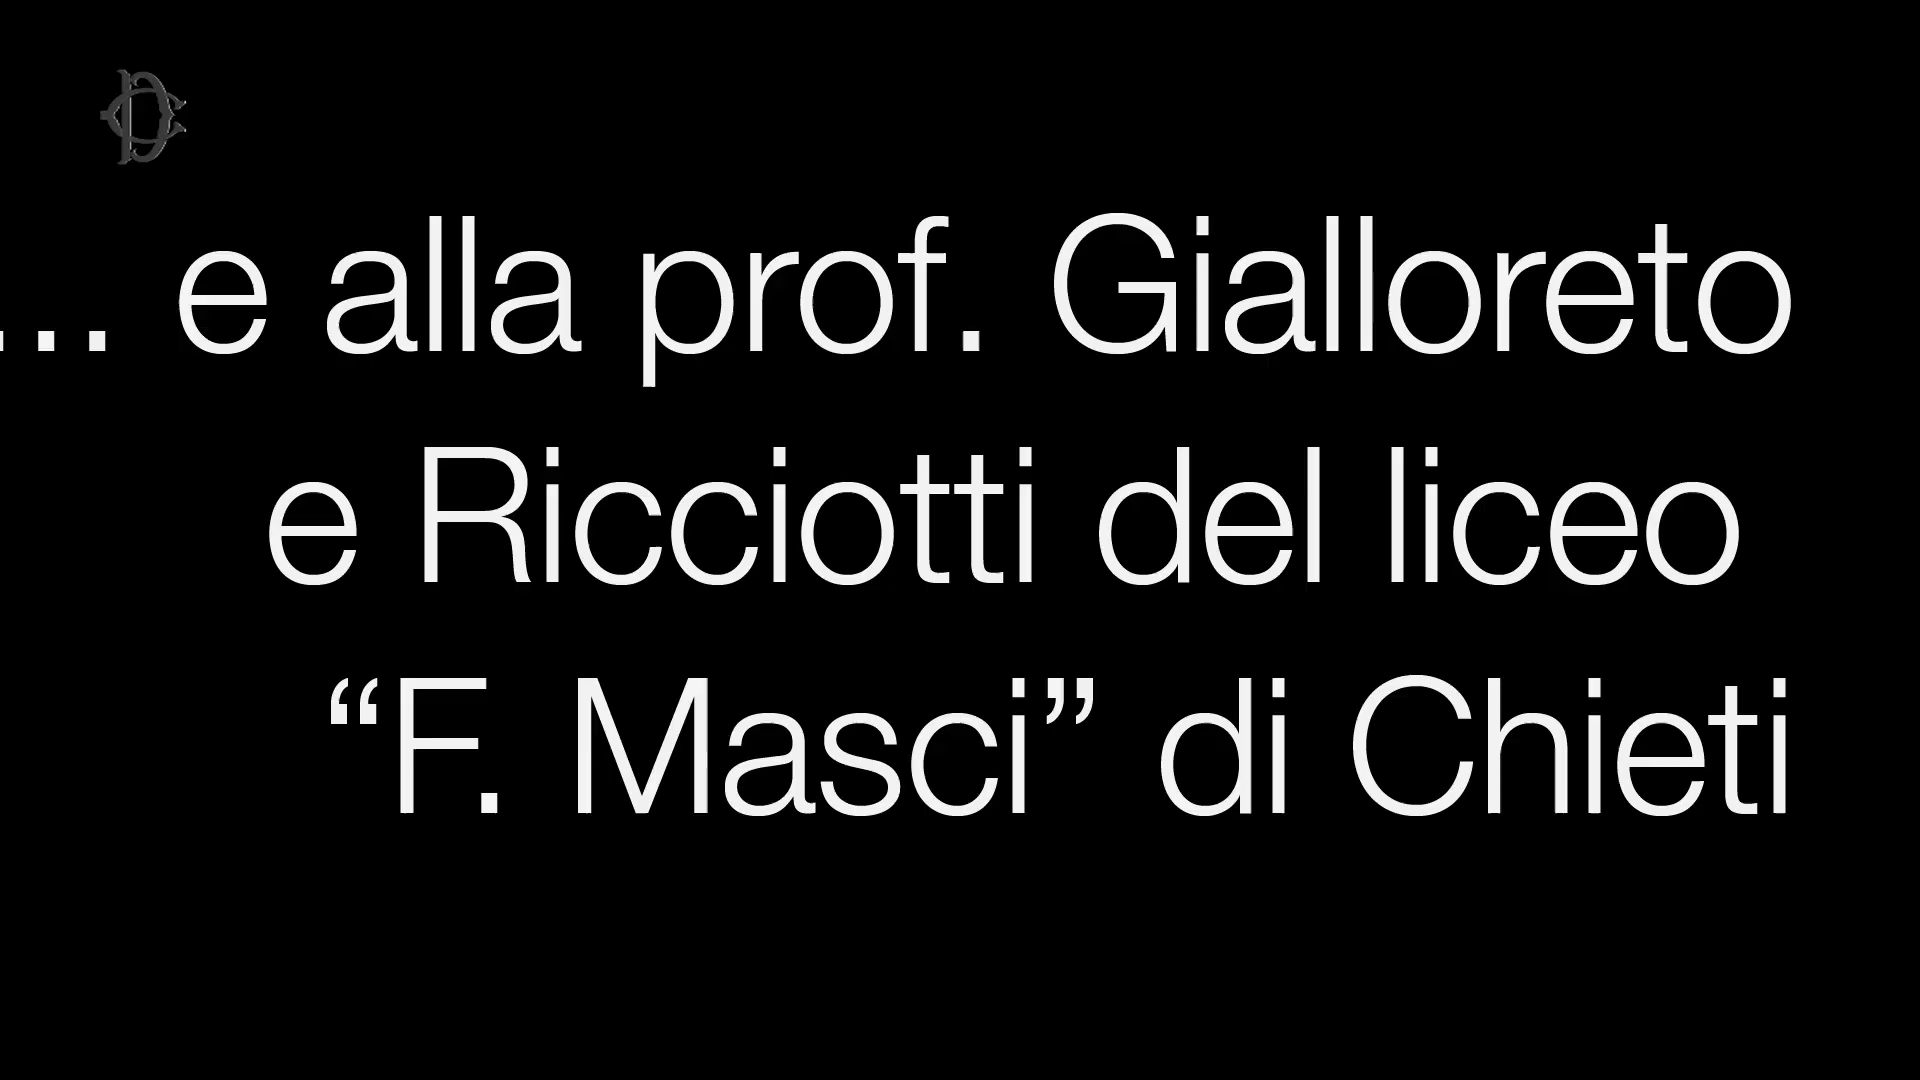 ... e alla prof. Gialloreto
e Ricciotti del liceo
“F. Masci” di Chieti